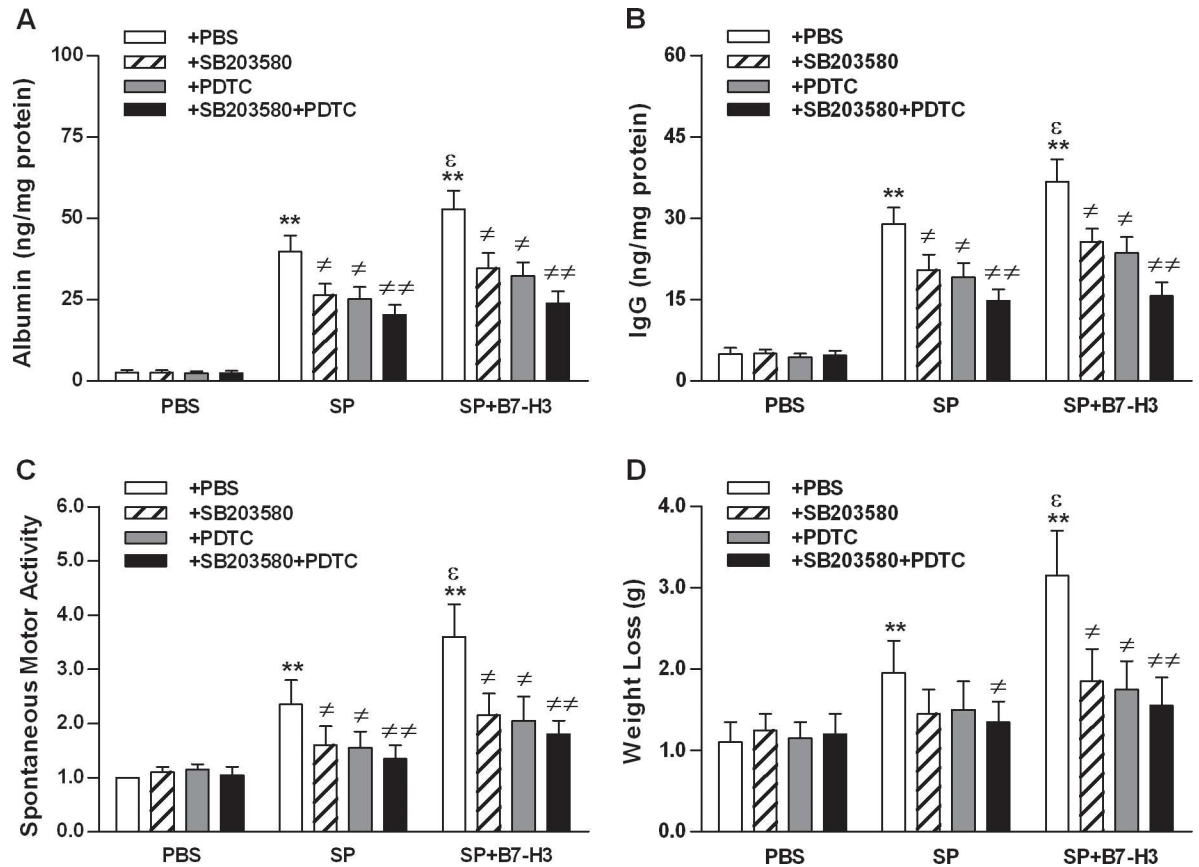 A
+PBS
+SB203580
+PDTC
+SB203580+PDTC
Albumin (ng/mg protein)
100
75
50
25
0
**
≠
≠
≠≠
ε
**
≠
≠
≠≠
PBS SP SP+B7-H3
B
+PBS
+SB203580
+PDTC
+SB203580+PDTC
IgG (ng/mg protein)
60
45
30
15
0
**
≠
≠
≠≠
ε
**
≠
≠
≠≠
PBS SP SP+B7-H3
C
+PBS
+SB203580
+PDTC
+SB203580+PDTC
Spontaneous Motor Activity
6.0
5.0
4.0
3.0
2.0
1.0
0.0
**
≠
≠
≠≠
ε
**
≠
≠
≠≠
PBS SP SP+B7-H3
D
+PBS
+SB203580
+PDTC
+SB203580+PDTC
Weight Loss (g)
4.0
3.0
2.0
1.0
0.0
**
≠
ε
**
≠
≠
≠≠
PBS SP SP+B7-H3